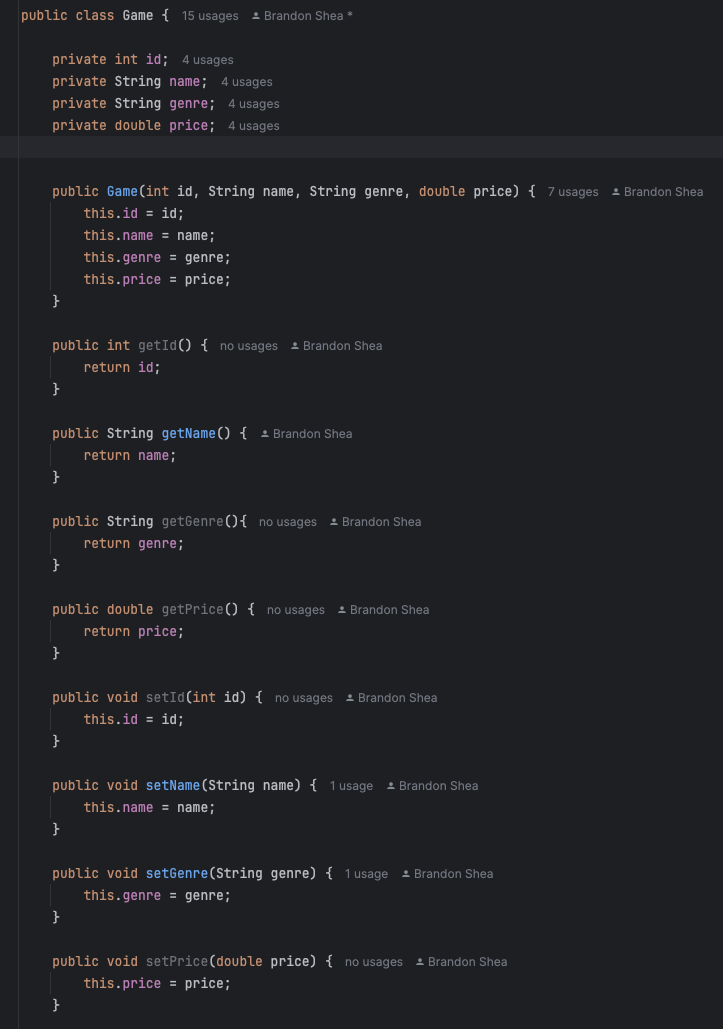 public class Game { 15 usages Brandon Shea *
private int id; 4 usages
private String name; 4 usages
private String genre; 4 usages
private double price; 4 usages
public Game(int id, String name, String genre, double price) { 7 usages Brandon Shea
this.id = id;
this.name = name;
this.genre = genre;
this.price = price;
}
public int getId() { no usages Brandon Shea
return id;
}
public String getName() { Brandon Shea
return name;
}
public String getGenre(){ no usages Brandon Shea
return genre;
}
public double getPrice() { no usages Brandon Shea
return price;
}
public void setId(int id) { no usages Brandon Shea
this.id = id;
}
public void setName(String name) { 1 usage Brandon Shea
this.name = name;
}
public void setGenre(String genre) { 1 usage Brandon Shea
this.genre = genre;
}
public void setPrice(double price) { no usages Brandon Shea
this.price = price;
}